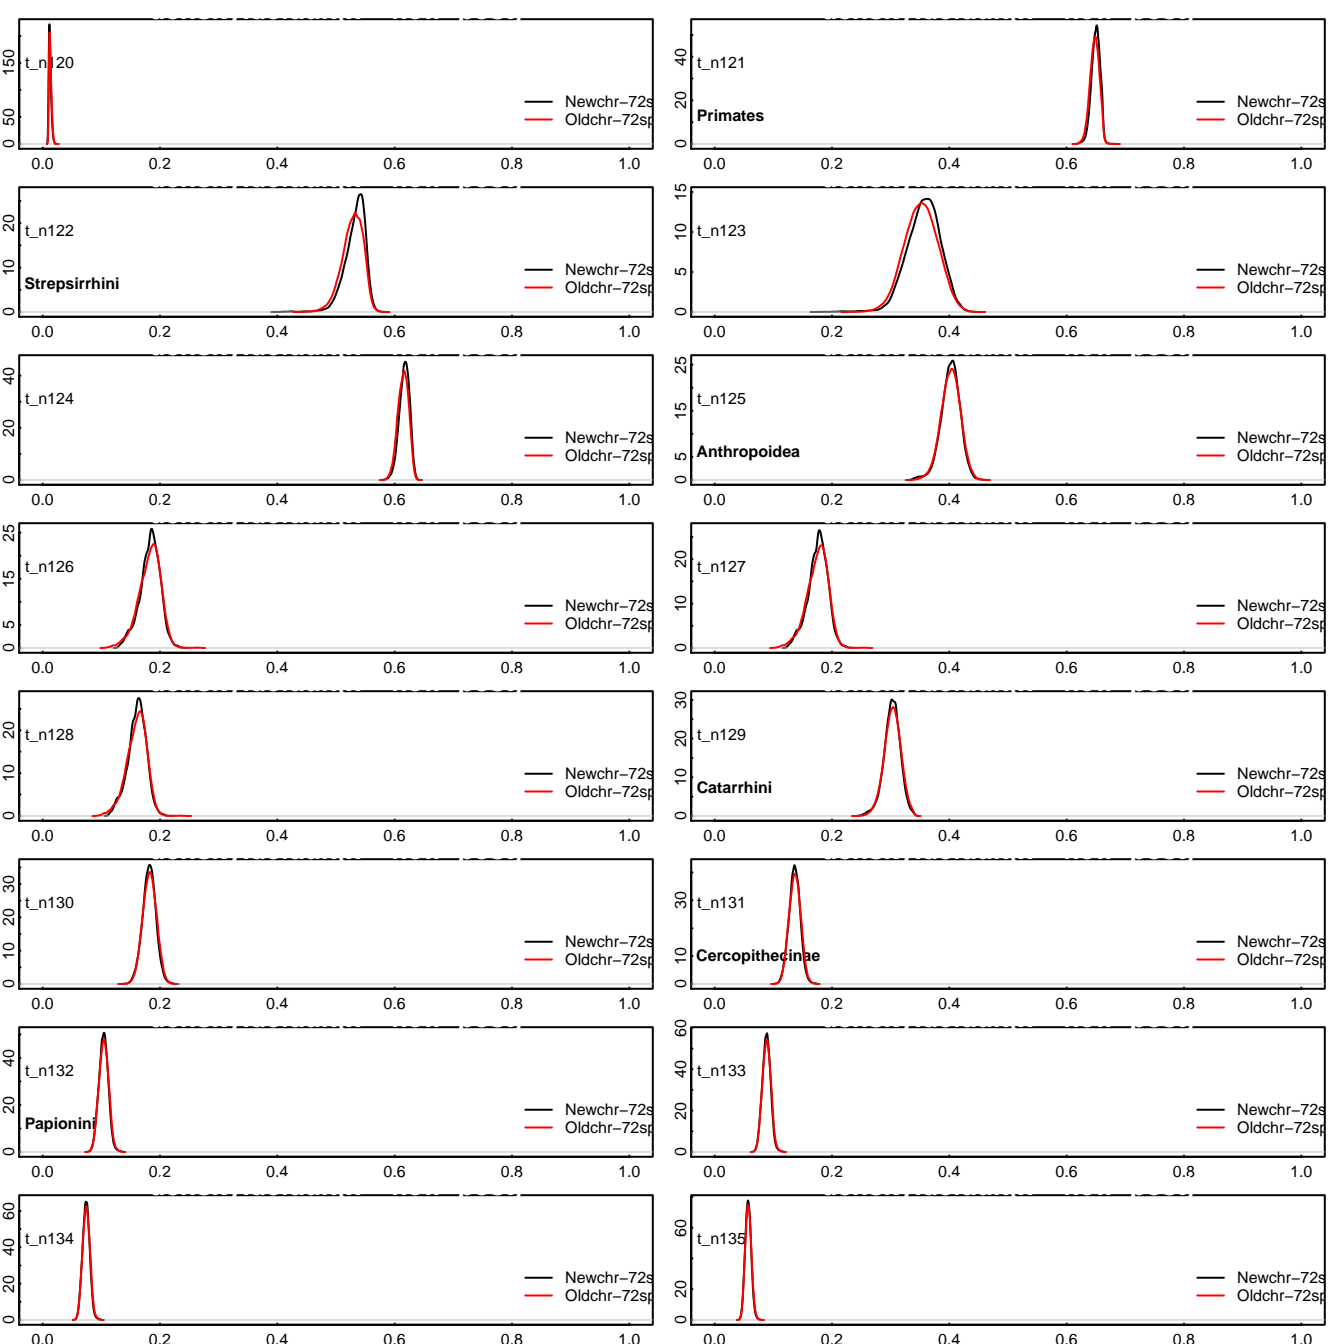 t_n120
Newchr−72s
Oldchr−72sp
0 50 150
0.0 0.2 0.4 0.6 0.8 1.0
t_n121
Primates
Newchr−72s
Oldchr−72sp
0 20 40
0.0 0.2 0.4 0.6 0.8 1.0
t_n122
Strepsirrhini
Newchr−72s
Oldchr−72sp
0 10 20
0.0 0.2 0.4 0.6 0.8 1.0
t_n123
Newchr−72s
Oldchr−72sp
0 5 10 15
0.0 0.2 0.4 0.6 0.8 1.0
t_n124
Newchr−72s
Oldchr−72sp
0 20 40
0.0 0.2 0.4 0.6 0.8 1.0
t_n125
Anthropoidea
Newchr−72s
Oldchr−72sp
0 5 15 25
0.0 0.2 0.4 0.6 0.8 1.0
t_n126
Newchr−72s
Oldchr−72sp
0 5 15 25
0.0 0.2 0.4 0.6 0.8 1.0
t_n127
Newchr−72s
Oldchr−72sp
0 10 20
0.0 0.2 0.4 0.6 0.8 1.0
t_n128
Newchr−72s
Oldchr−72sp
0 10 20
0.0 0.2 0.4 0.6 0.8 1.0
t_n129
Catarrhini
Newchr−72s
Oldchr−72sp
0 10 20 30
0.0 0.2 0.4 0.6 0.8 1.0
t_n130
Newchr−72s
Oldchr−72sp
0 10 20 30
0.0 0.2 0.4 0.6 0.8 1.0
t_n131
Cercopithecinae
Newchr−72s
Oldchr−72sp
0 10 30
0.0 0.2 0.4 0.6 0.8 1.0
t_n132
Papionini
Newchr−72s
Oldchr−72sp
0 20 40
0.0 0.2 0.4 0.6 0.8 1.0
t_n133
Newchr−72s
Oldchr−72sp
0 20 40 60
0.0 0.2 0.4 0.6 0.8 1.0
t_n134
Newchr−72s
Oldchr−72sp
0 20 40 60
0.0 0.2 0.4 0.6 0.8 1.0
t_n135
Newchr−72s
Oldchr−72sp
0 20 60
0.0 0.2 0.4 0.6 0.8 1.0